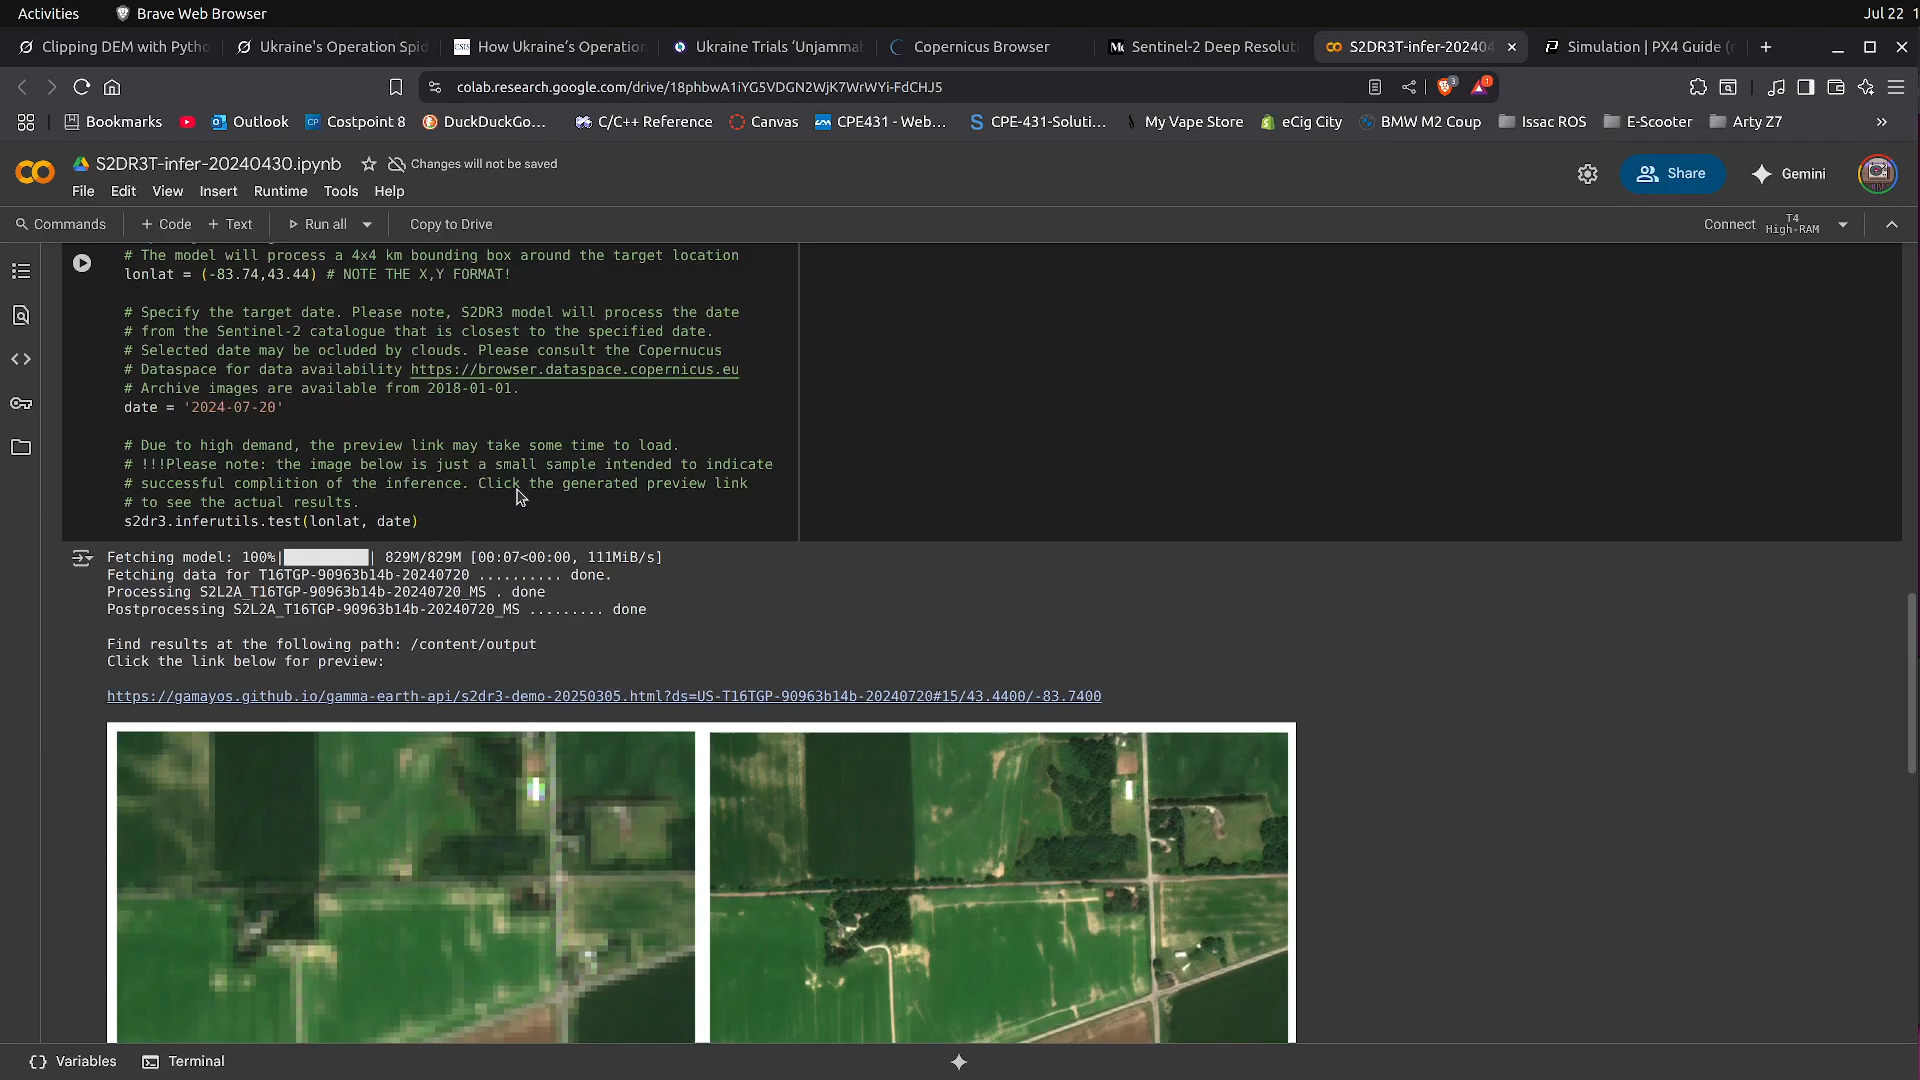 Activities Brave Web Browser Jul 22 1
Clipping DEM with Pytho Ukraine's Operation Spid CSIS How Ukraine's Operation Ukraine Trials 'Unjamma Copernicus Browser Sentinel-2 Deep Resoluti S2DR3T-infer-202404 Simulation | PX4 Guide (
colab.research.google.com/drive/18phbwA1iYG5VDGN2WjK7WrWYi-FdCHJ5 3 1
Bookmarks Outlook CP Costpoint 8 DuckDuckGo... C/C++ Reference Canvas CPE431 - Web... CPE-431-Soluti... My Vape Store eCig City BMW M2 Coup Issac ROS E-Scooter Arty Z7 »
S2DR3T-infer-20240430.ipynb Changes will not be saved
Share Gemini
File Edit View Insert Runtime Tools Help
Commands + Code + Text Run all Copy to Drive Connect T4 High-RAM
# The model will process a 4x4 km bounding box around the target location
lonlat = (-83.74,43.44) # NOTE THE X,Y FORMAT!
# Specify the target date. Please note, S2DR3 model will process the date
# from the Sentinel-2 catalogue that is closest to the specified date.
# Selected date may be ocluded by clouds. Please consult the Copernucus
# Dataspace for data availability https://browser.dataspace.copernicus.eu
# Archive images are available from 2018-01-01.
date = '2024-07-20'
# Due to high demand, the preview link may take some time to load.
# !!!Please note: the image below is just a small sample intended to indicate
# successful complition of the inference. Click the generated preview link
# to see the actual results.
s2dr3.inferutils.test(lonlat, date)
Fetching model: 100%| | 829M/829M [00:07<00:00, 111MiB/s]
Fetching data for T16TGP-90963b14b-20240720 .......... done.
Processing S2L2A_T16TGP-90963b14b-20240720_MS . done
Postprocessing S2L2A_T16TGP-90963b14b-20240720_MS ......... done
Find results at the following path: /content/output
Click the link below for preview:
https://gamayos.github.io/gamma-earth-api/s2dr3-demo-20250305.html?ds=US-T16TGP-90963b14b-20240720#15/43.4400/-83.7400
Variables Terminal